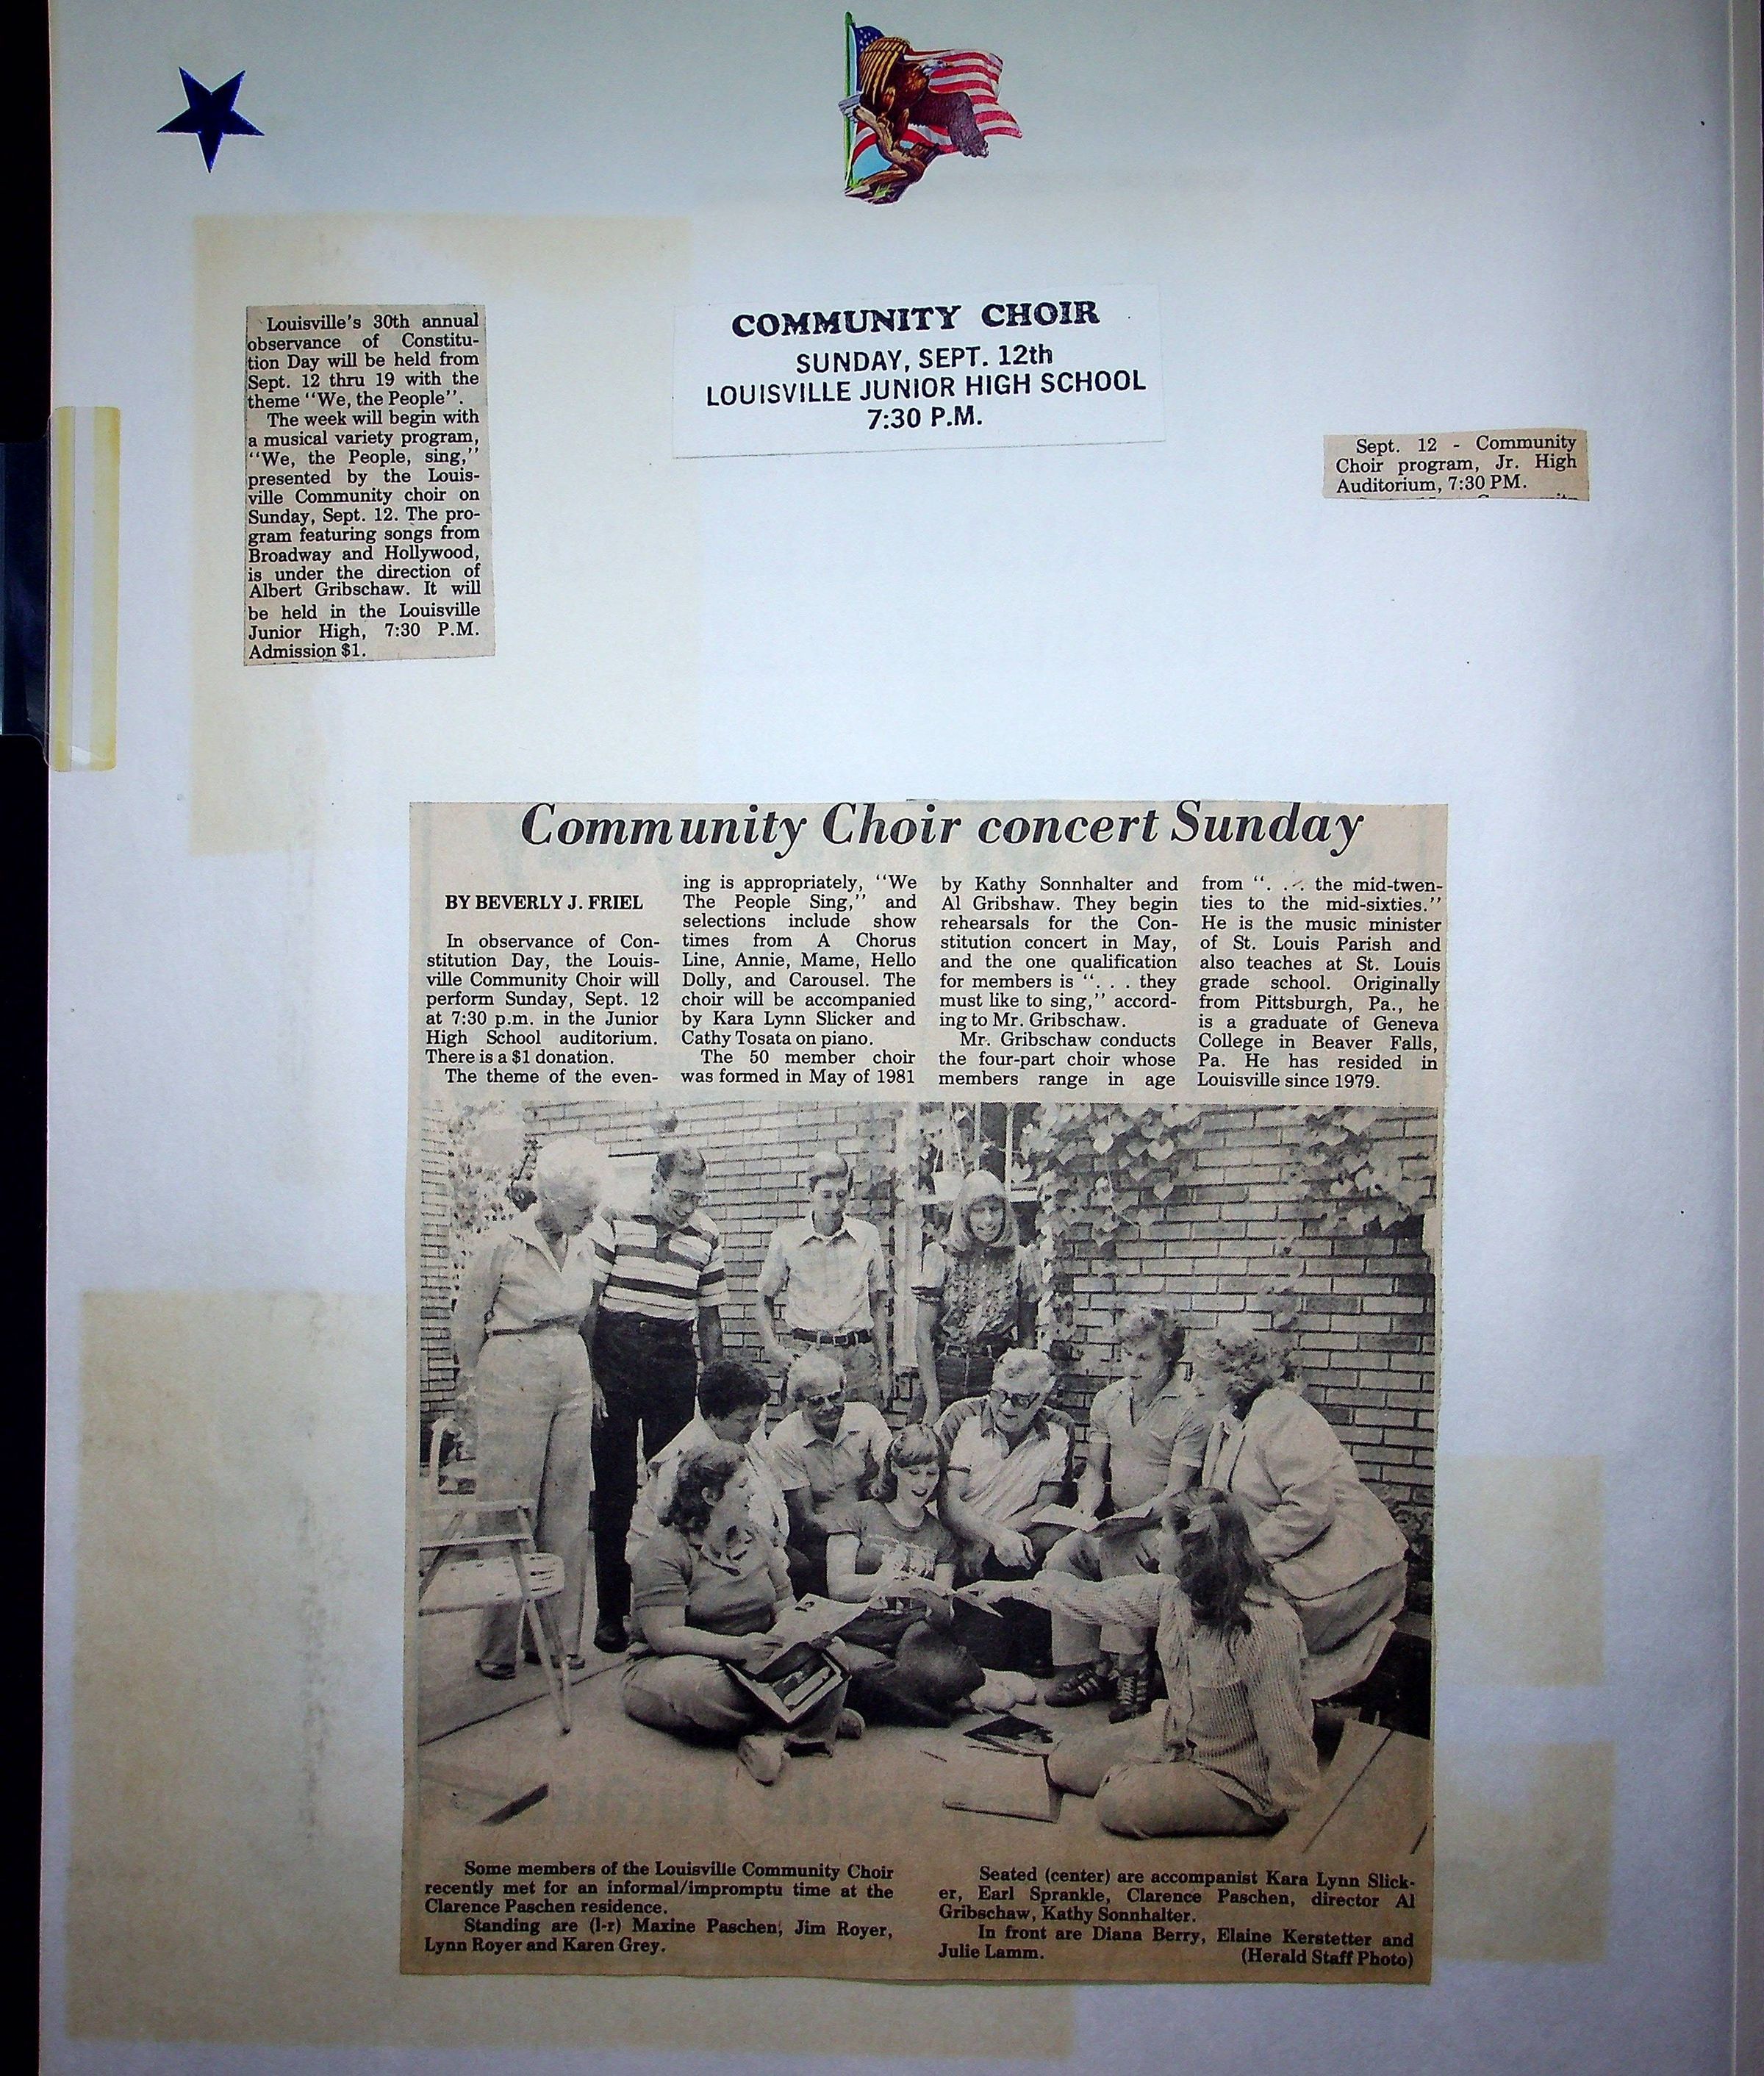 Louisville's 30th annual
observance of Constitu-
tion Day will be held from
Sept. 12 thru 19 with the
theme "We, the People".
The week will begin with
a musical variety program,
"We, the People, sing,"
presented by the Louis-
ville Community choir on
Sunday, Sept. 12. The pro-
gram featuring songs from
Broadway and Hollywood,
is under the direction of
Albert Gribschaw. It will
be held in the Louisville
Junior High, 7:30 P.M.
Admission $1.
COMMUNITY CHOIR
SUNDAY, SEPT. 12th
LOUISVILLE JUNIOR HIGH SCHOOL
7:30 P.M.
Sept. 12 - Community
Choir program, Jr. High
Auditorium, 7:30 PM.
Community Choir concert Sunday
BY BEVERLY J. FRIEL
In observance of Con-
stitution Day, the Louis-
ville Community Choir will
perform Sunday, Sept. 12
at 7:30 p.m. in the Junior
High School auditorium.
There is a $1 donation.
The theme of the even-
ing is appropriately, "We
The People Sing," and
selections include show
times from A Chorus
Line, Annie, Mame, Hello
Dolly, and Carousel. The
choir will be accompanied
by Kara Lynn Slicker and
Cathy Tosata on piano.
The 50 member choir
was formed in May of 1981
by Kathy Sonnhalter and
Al Gribshaw. They begin
rehearsals for the Con-
stitution concert in May,
and the one qualification
for members is ". . . they
must like to sing," accord-
ing to Mr. Gribschaw.
Mr. Gribschaw conducts
the four-part choir whose
members range in age
from ". . . the mid-twen-
ties to the mid-sixties."
He is the music minister
of St. Louis Parish and
also teaches at St. Louis
grade school. Originally
from Pittsburgh, Pa., he
is a graduate of Geneva
College in Beaver Falls,
Pa. He has resided in
Louisville since 1979.
Some members of the Louisville Community Choir
recently met for an informal/impromptu time at the
Clarence Paschen residence.
Standing are (l-r) Maxine Paschen, Jim Royer,
Lynn Royer and Karen Grey.
Seated (center) are accompanist Kara Lynn Slick-
er, Earl Sprankle, Clarence Paschen, director Al
Gribschaw, Kathy Sonnhalter.
In front are Diana Berry, Elaine Kerstetter and
Julie Lamm. (Herald Staff Photo)